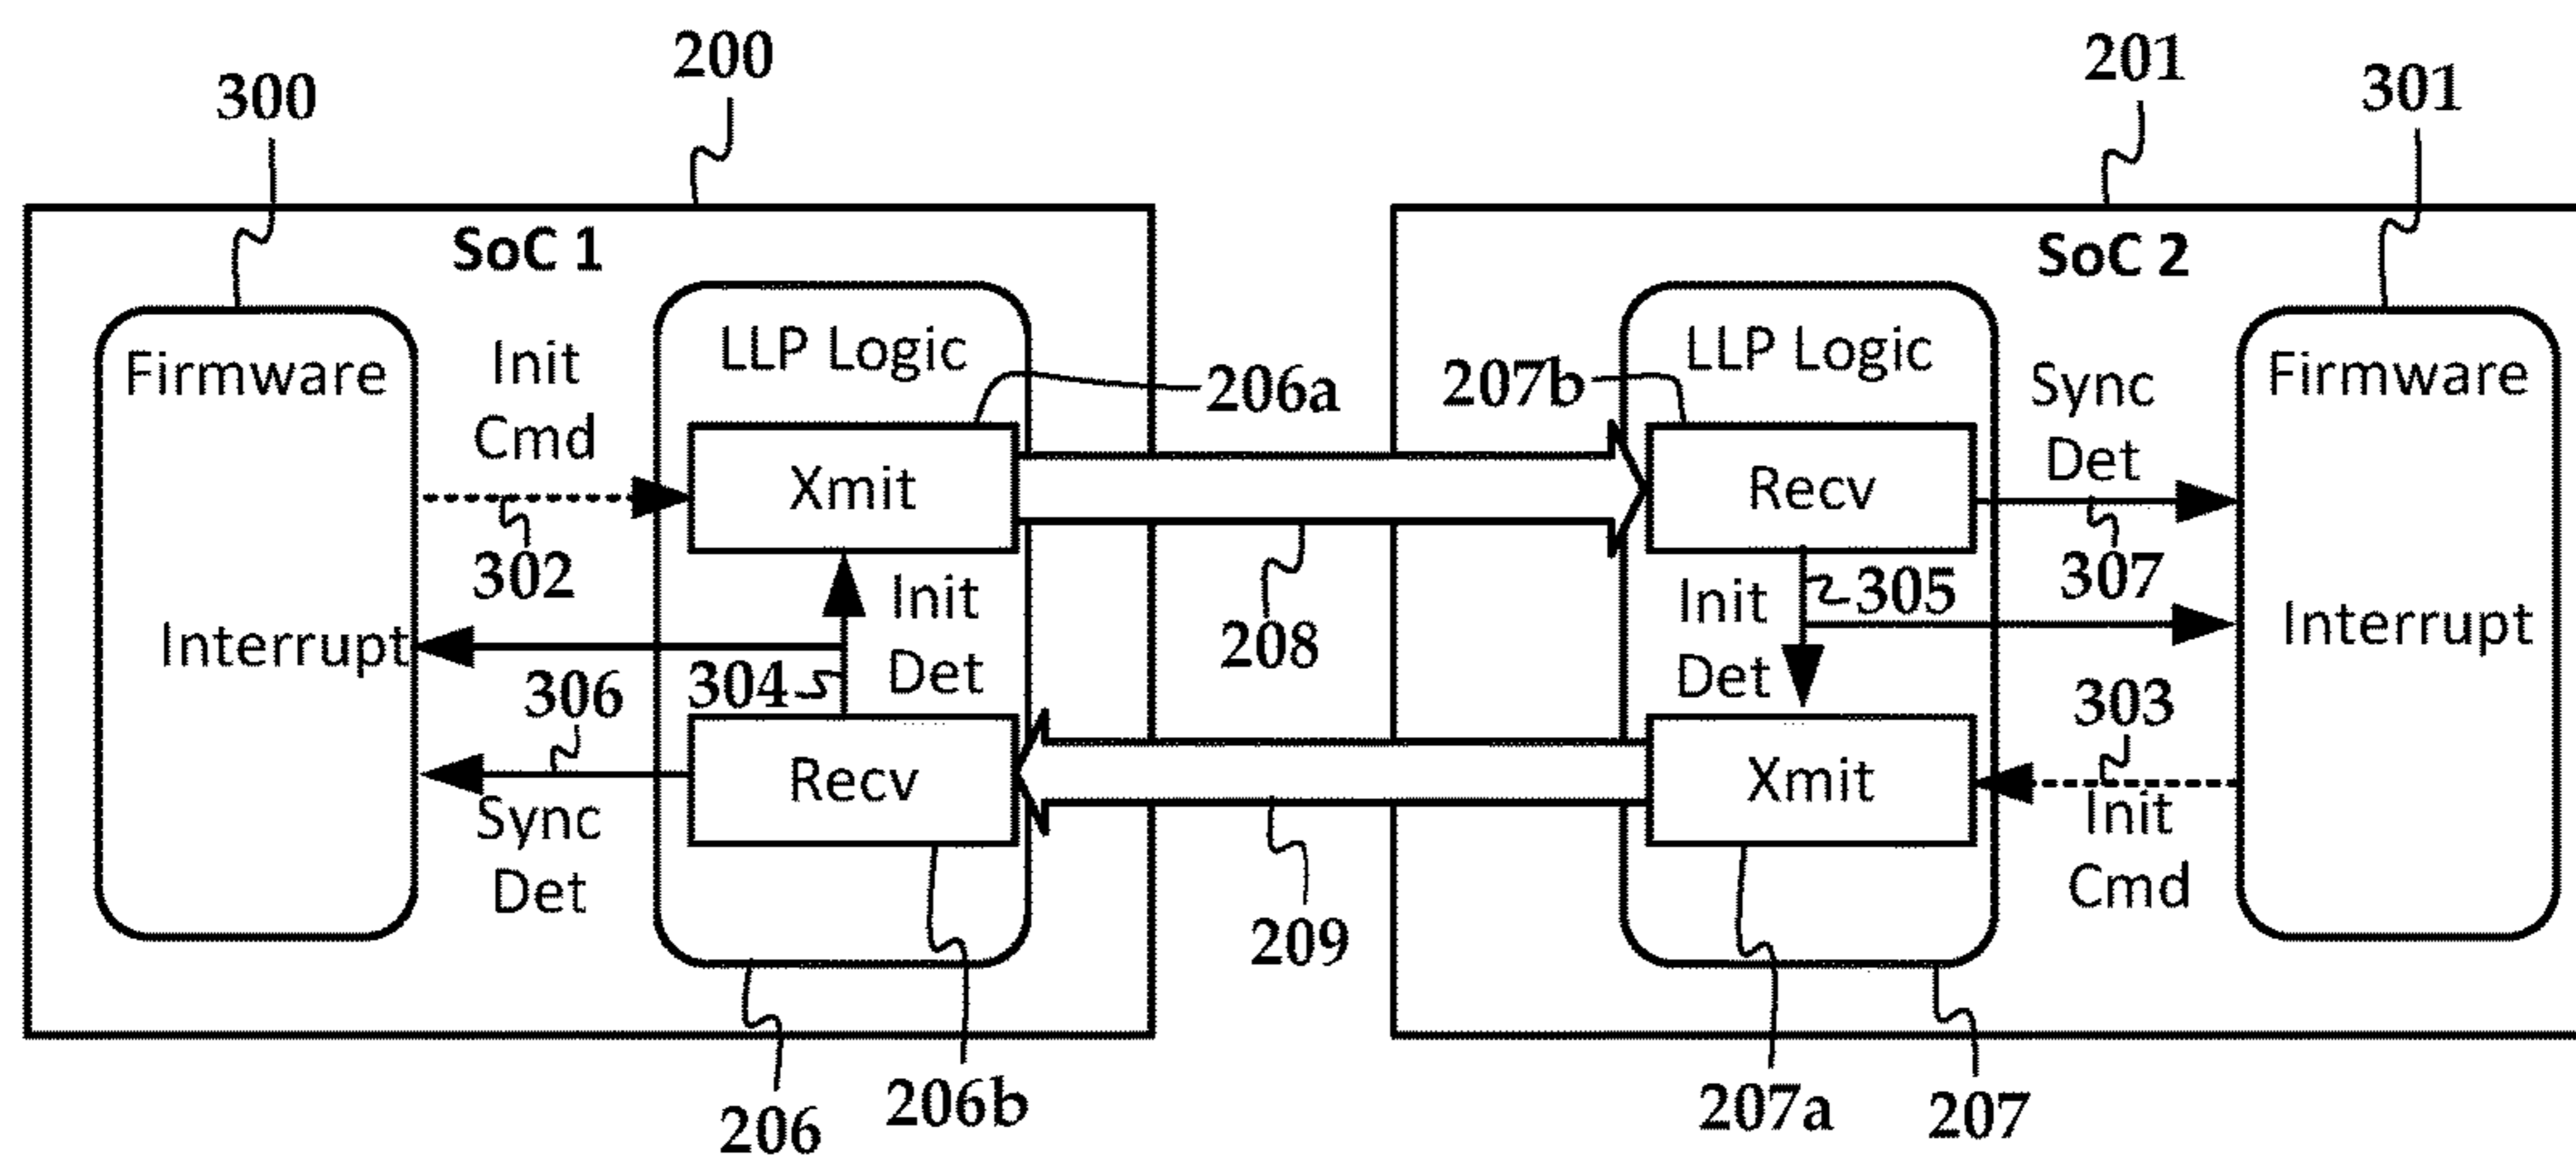 200
201
300
301
SoC 1
SoC 2
Firmware
Init
Cmd
LLP Logic
206a
207b
LLP Logic
Sync
Det
Firmware
Xmit
Recv
302
307
Init
Det
305
Init
Det
208
Interrupt
Interrupt
304
306
303
Recv
Xmit
Sync
Det
Init
Cmd
209
206
206b
207a
207